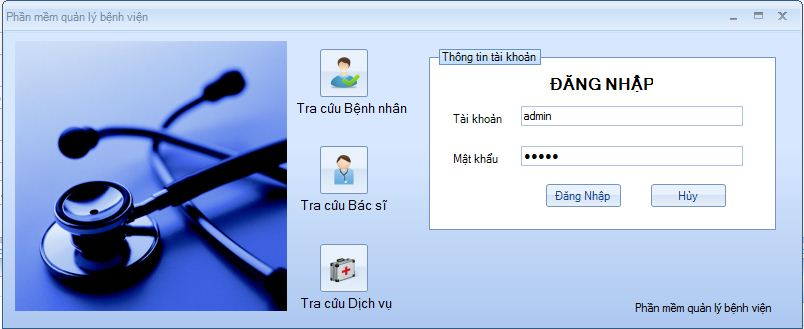 Phần mềm quản lý bệnh viện
Tra cứu Bệnh nhân
Tra cứu Bác sĩ
Tra cứu Dịch vụ
Thông tin tài khoản
ĐĂNG NHẬP
Tài khoản
admin
Mật khẩu
●●●●●
Đăng Nhập
Hủy
Phần mềm quản lý bệnh viện